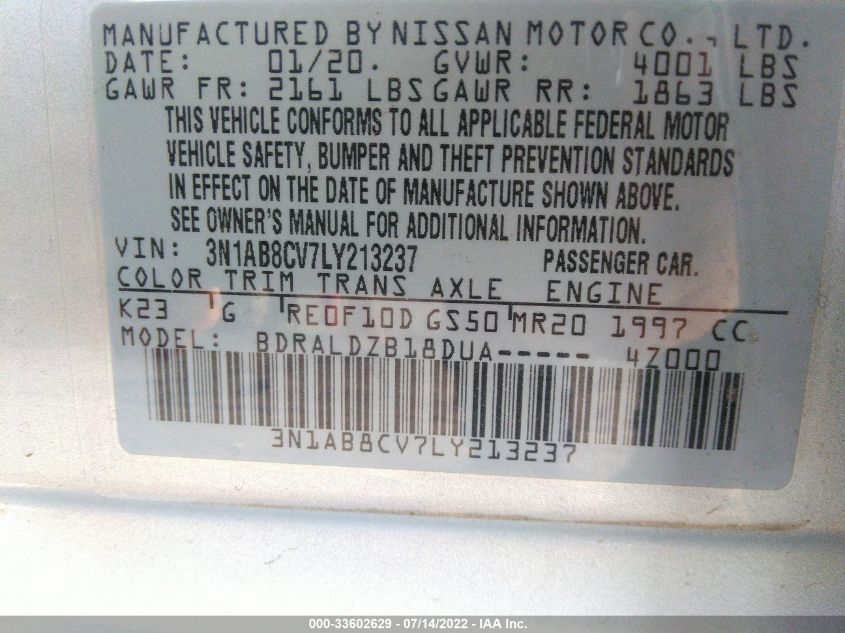 MANUFACTURED BY NISSAN MOTOR CO., LTD.
DATE: 01/20. GVWR: 4001 LBS
GAWR FR: 2161 LBS GAWR RR: 1863 LBS
THIS VEHICLE CONFORMS TO ALL APPLICABLE FEDERAL MOTOR
VEHICLE SAFETY, BUMPER AND THEFT PREVENTION STANDARDS
IN EFFECT ON THE DATE OF MANUFACTURE SHOWN ABOVE.
SEE OWNER'S MANUAL FOR ADDITIONAL INFORMATION.
VIN: 3N1AB8CV7LY213237 PASSENGER CAR.
COLOR TRIM TRANS AXLE ENGINE
K23 G RE0F10D GS50 MR20 1997 CC
MODEL: BDRALDZB18DUA----- 4Z000
3N1AB8CV7LY213237
000-33602629 - 07/14/2022 - IAA Inc.